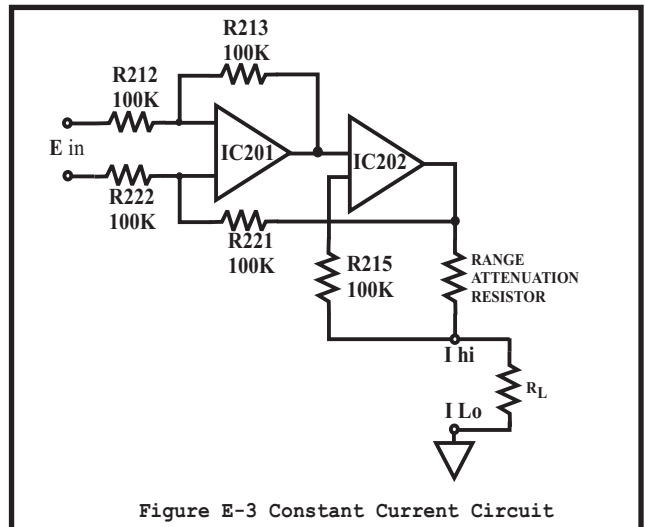 R213
100K
R212
100K
E in
IC201
IC202
R222
100K
R221
100K
R215
100K
RANGE
ATTENUATION
RESISTOR
I hi
RL
I Lo
Figure E-3 Constant Current Circuit